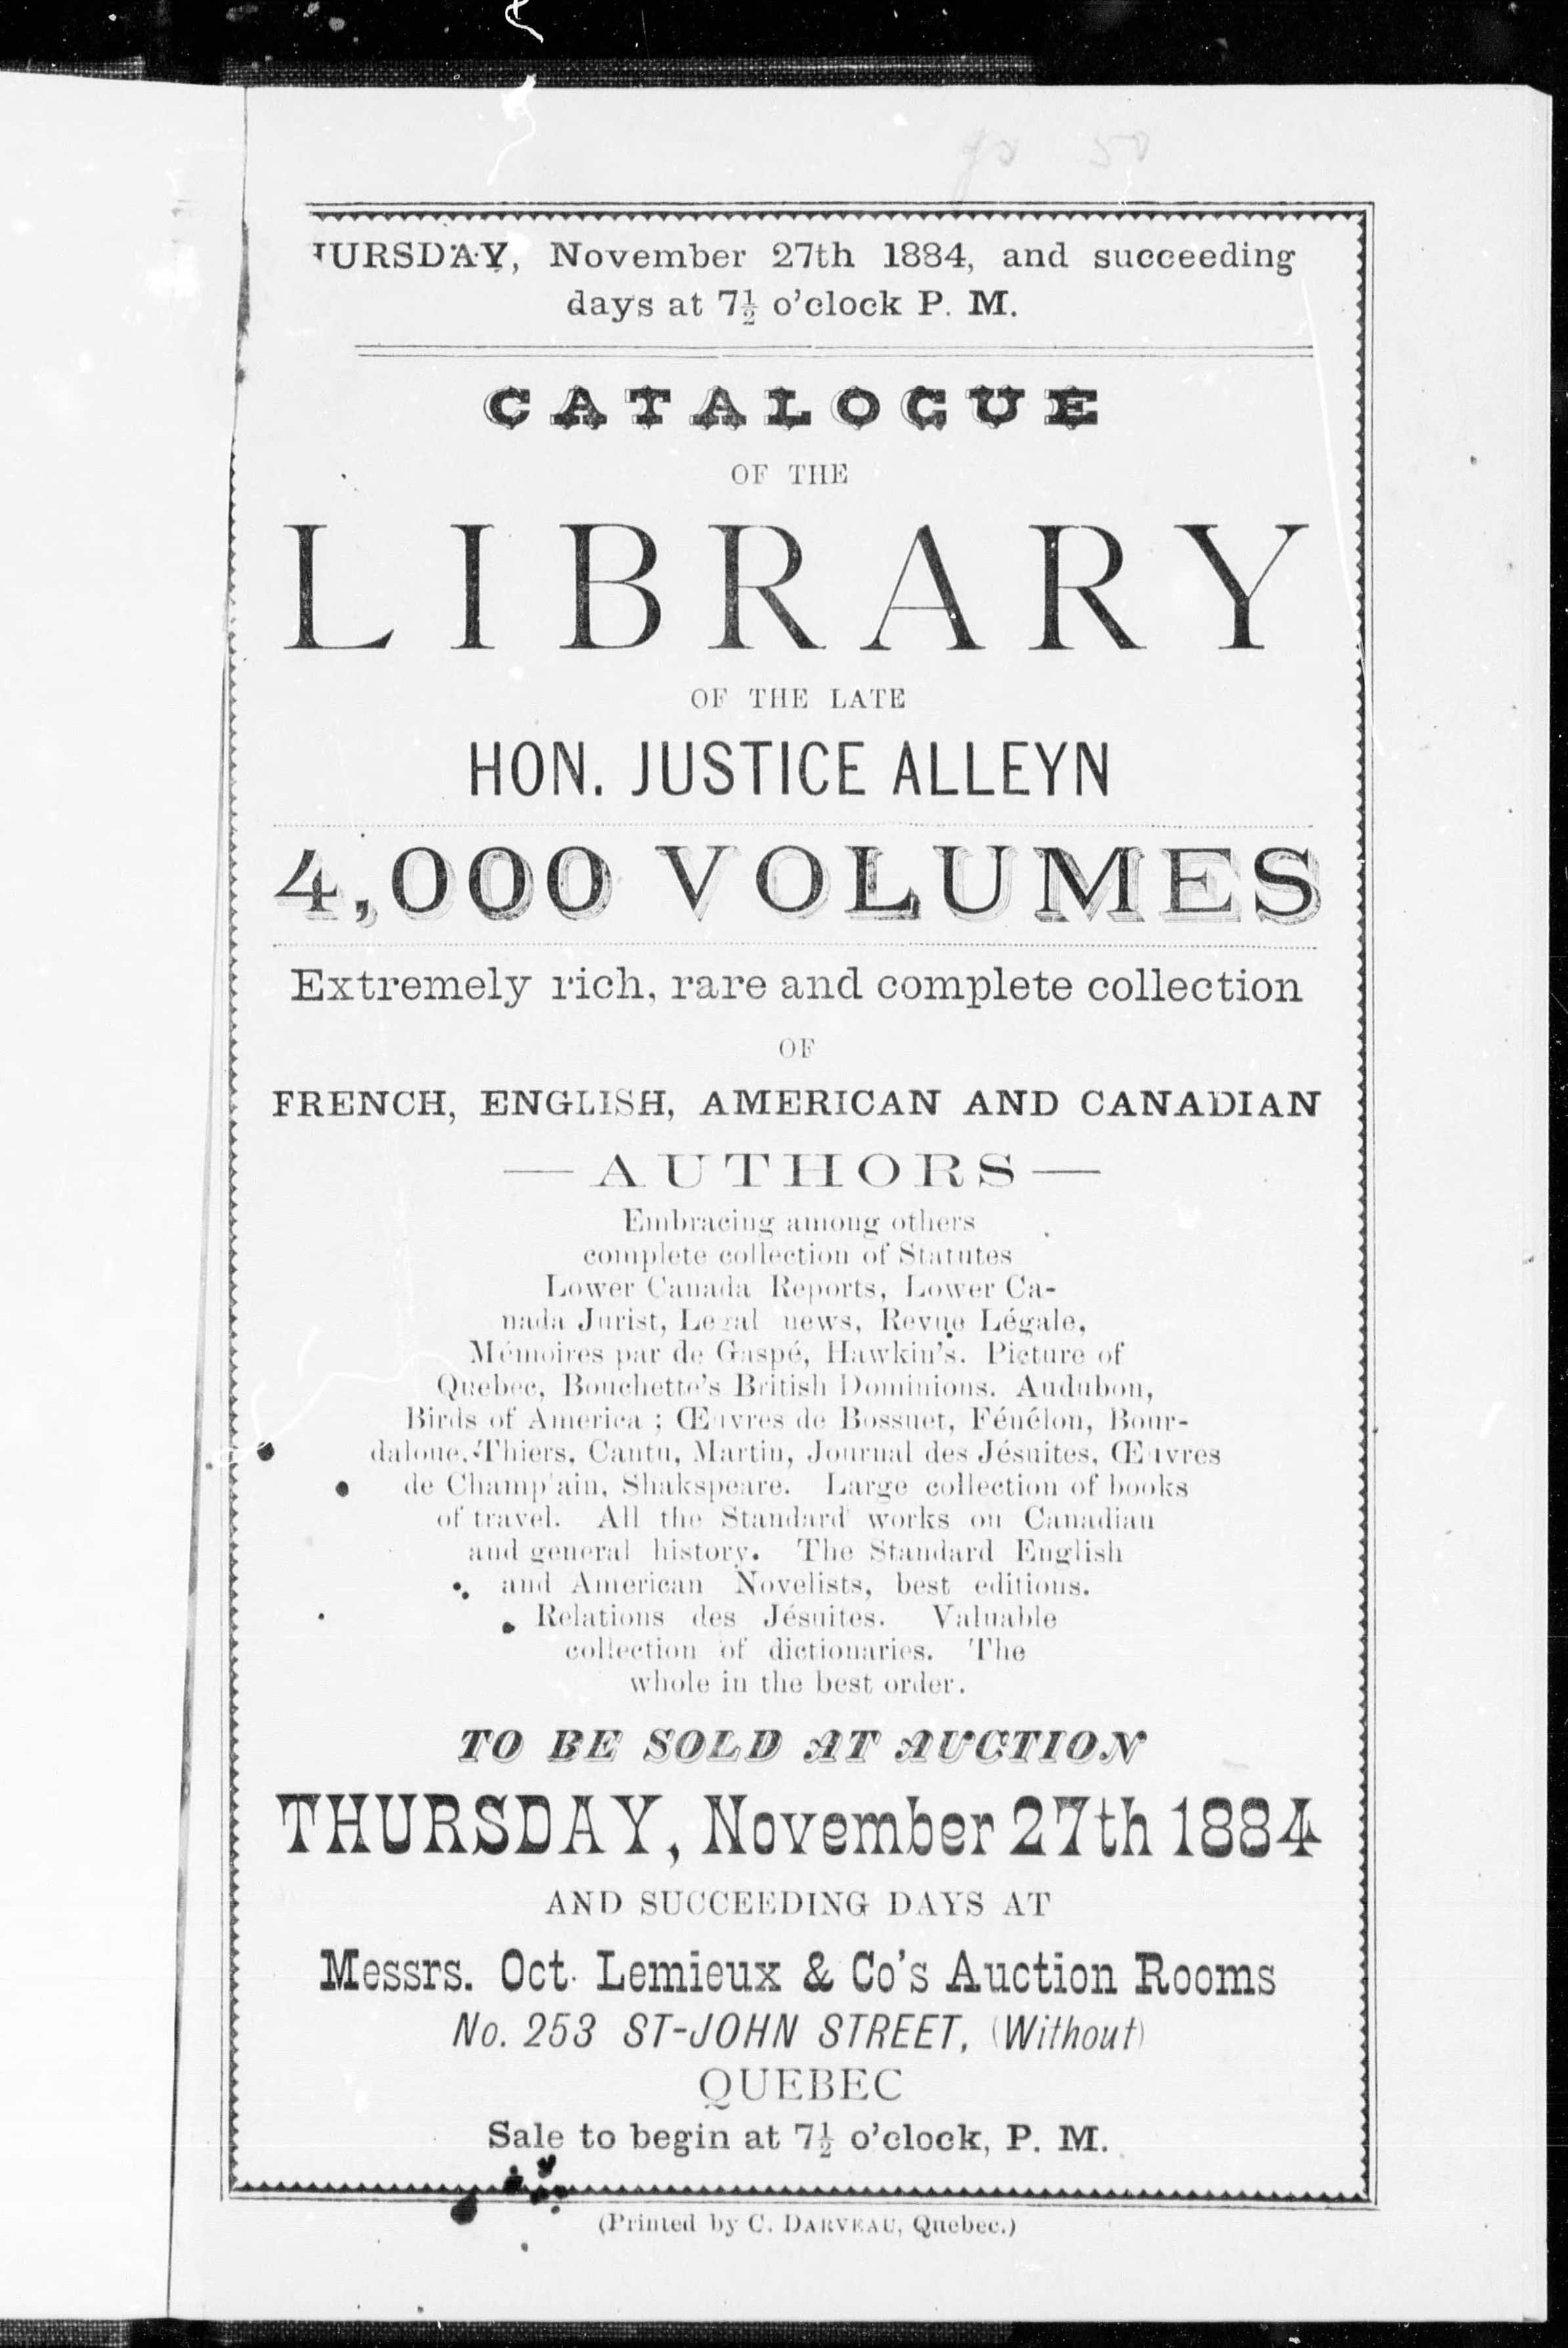 HURSDAY, November 27th 1884, and succeeding
days at 7½ o'clock P. M.
CATALOGUE
OF THE
LIBRARY
OF THE LATE
HON. JUSTICE ALLEYN
4,000 VOLUMES
Extremely rich, rare and complete collection
OF
FRENCH, ENGLISH, AMERICAN AND CANADIAN
— AUTHORS —
Embracing among others
complete collection of Statutes
Lower Canada Reports, Lower Ca-
nada Jurist, Legal news, Revue Légale,
Mémoires par de Gaspé, Hawkin's. Picture of
Quebec, Bouchette's British Dominions. Audubon,
Birds of America ; Œuvres de Bossuet, Fénélon, Bour-
daloue, Thiers, Cantu, Martin, Journal des Jésuites, Œuvres
de Champlain, Shakspeare. Large collection of books
of travel. All the Standard works on Canadian
and general history. The Standard English
and American Novelists, best editions.
Relations des Jésuites. Valuable
collection of dictionaries. The
whole in the best order.
TO BE SOLD AT AUCTION
THURSDAY, November 27th 1884
AND SUCCEEDING DAYS AT
Messrs. Oct. Lemieux & Co's Auction Rooms
No. 253 ST-JOHN STREET, (Without)
QUEBEC
Sale to begin at 7½ o'clock, P. M.
(Printed by C. DARVEAU, Quebec.)